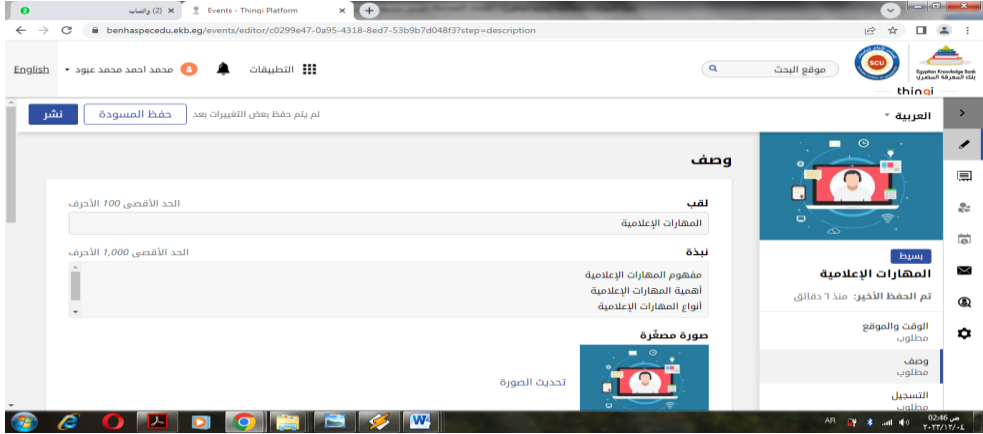 (2) واتساب
Events - Thinqi Platform
benhaspecedu.ekb.eg/events/editor/c0299e47-0a95-4318-8ed7-53b9b7d048f3?step=description
English
محمد احمد محمد عبود
التطبيقات
موقع البحث
SCU
Egyptian Knowledge Bank
بنك المعرفة المصري
thinqi
نشر
حفظ المسودة
لم يتم حفظ بعض التغييرات بعد
العربية
وصف
لقب
الحد الأقصى 100 الأحرف
المهارات الإعلامية
نبذة
الحد الأقصى 1,000 الأحرف
مفهوم المهارات الإعلامية
أهمية المهارات الإعلامية
أنواع المهارات الإعلامية
صورة مصغّرة
تحديث الصورة
بسيط
المهارات الإعلامية
تم الحفظ الأخير: منذ ٦ دقائق
الوقت والموقع
مطلوب
وصف
مطلوب
التسجيل
مطلوب
AR
02:46 ص
٢٠٢٣/١٢/٠٤